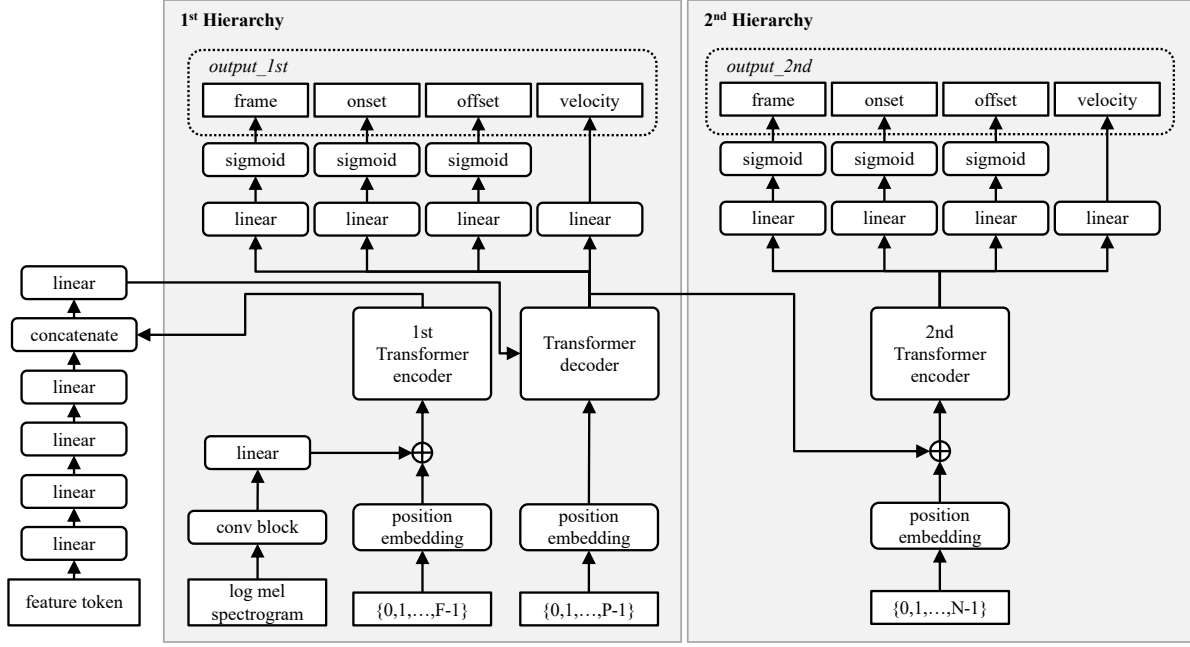 1st Hierarchy
2nd Hierarchy
output_1st
frame onset offset velocity
sigmoid sigmoid sigmoid
linear linear linear linear
output_2nd
frame onset offset velocity
sigmoid sigmoid sigmoid
linear linear linear linear
linear
concatenate
linear
linear
linear
linear
feature token
1st
Transformer
encoder
Transformer
decoder
linear
conv block
log mel
spectrogram
position
embedding
{0,1,…,F-1}
position
embedding
{0,1,…,P-1}
2nd
Transformer
encoder
position
embedding
{0,1,…,N-1}